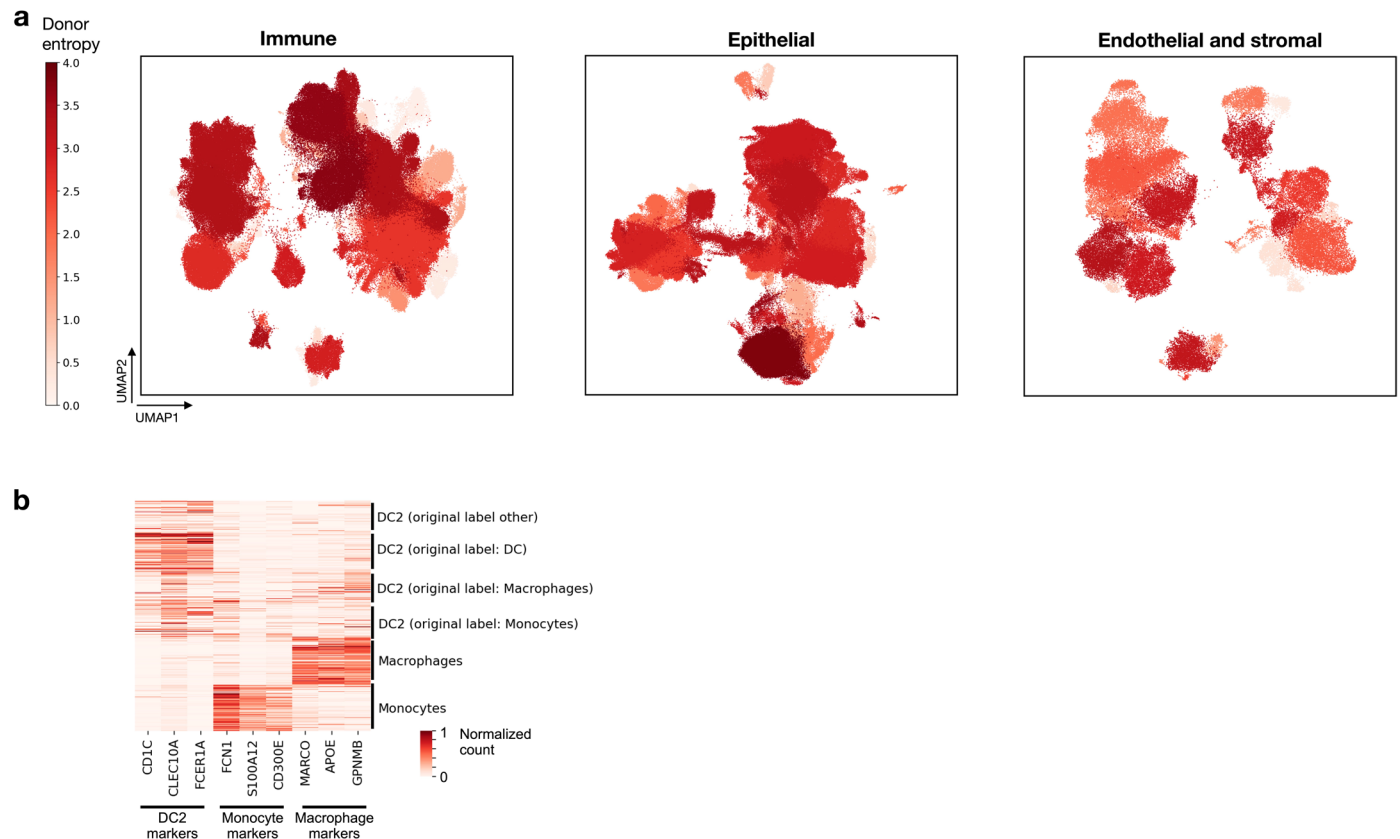 a
Donor
entropy
4.0
3.5
3.0
2.5
2.0
1.5
1.0
0.5
0.0
Immune
Epithelial
Endothelial and stromal
UMAP2
UMAP1
b
DC2 (original label other)
DC2 (original label: DC)
DC2 (original label: Macrophages)
DC2 (original label: Monocytes)
Macrophages
Monocytes
1
0
Normalized
count
CD1C
CLEC10A
FCER1A
FCN1
S100A12
CD300E
MARCO
APOE
GPNMB
DC2
markers
Monocyte
markers
Macrophage
markers